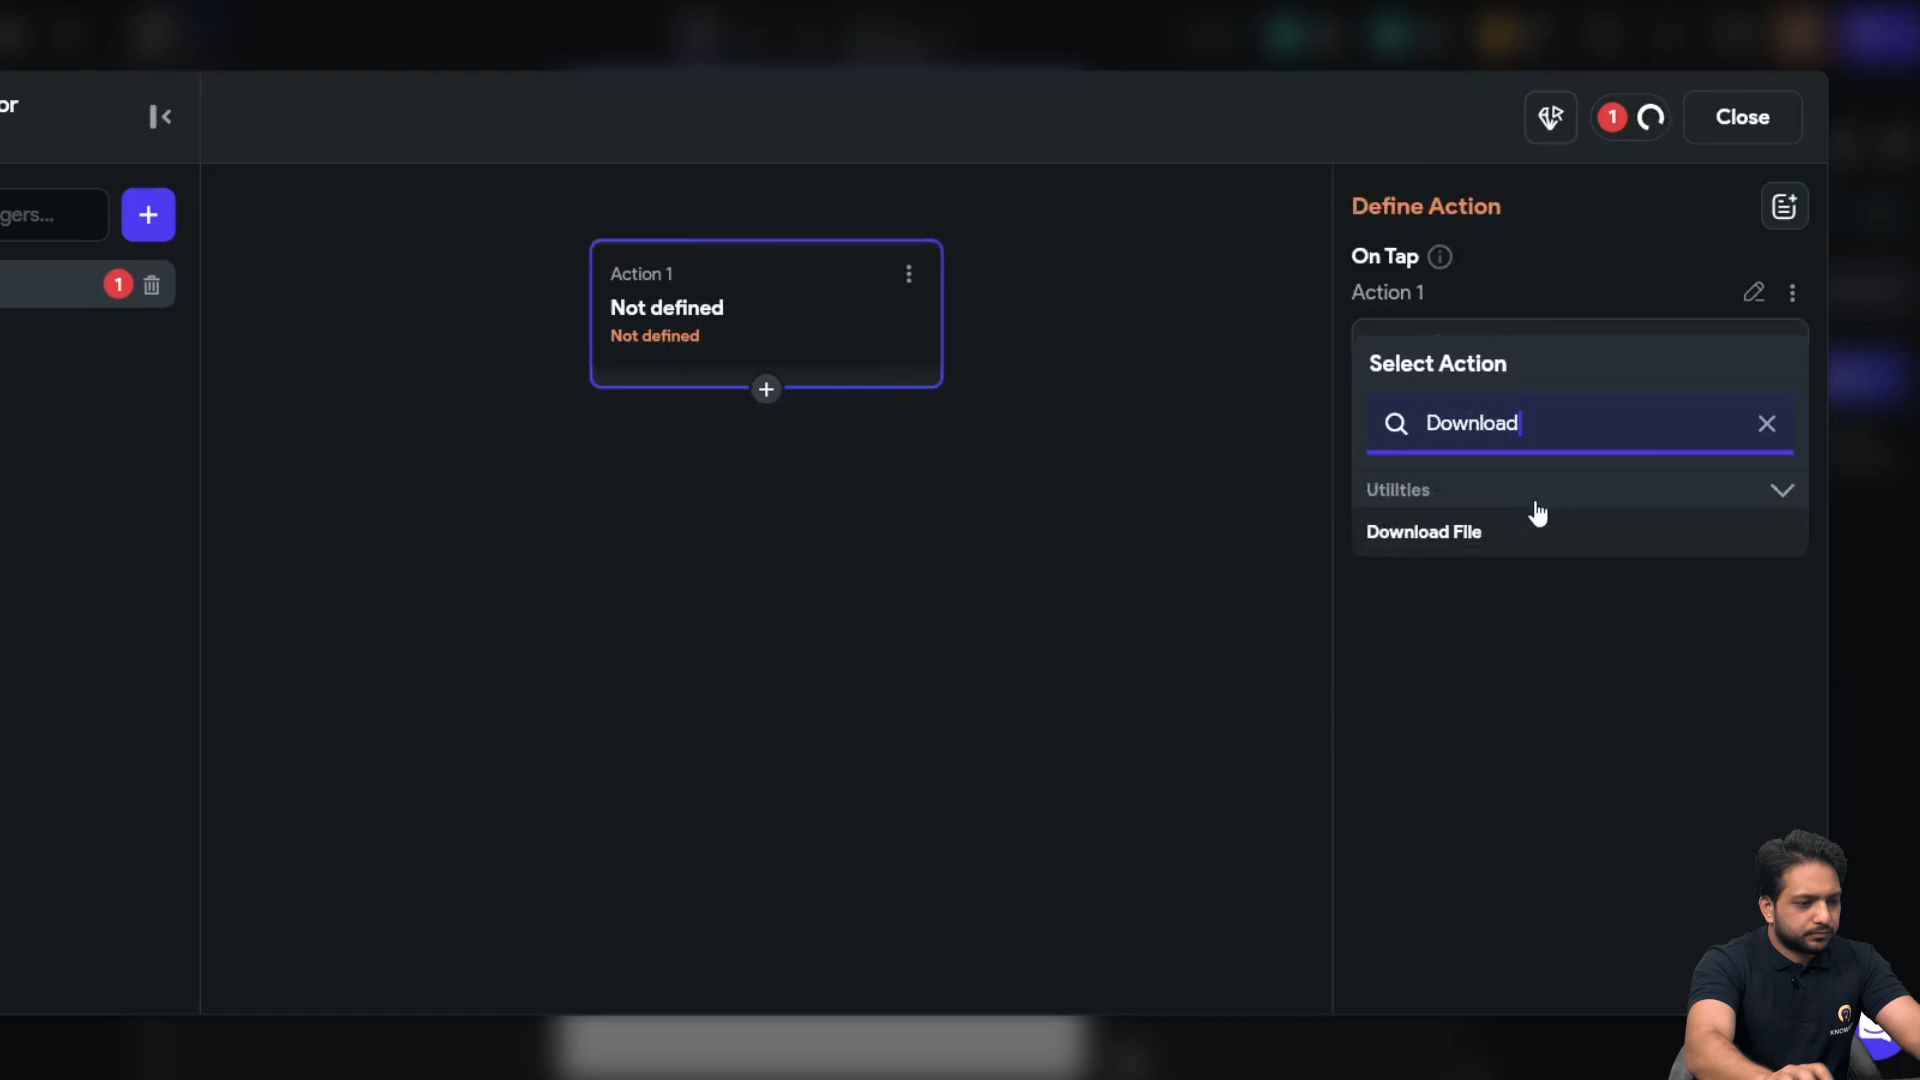 or
Close
gers...
1
1
Define Action
On Tap
Action 1
Action 1
Not defined
Not defined
Select Action
Download
Utilities
Download File